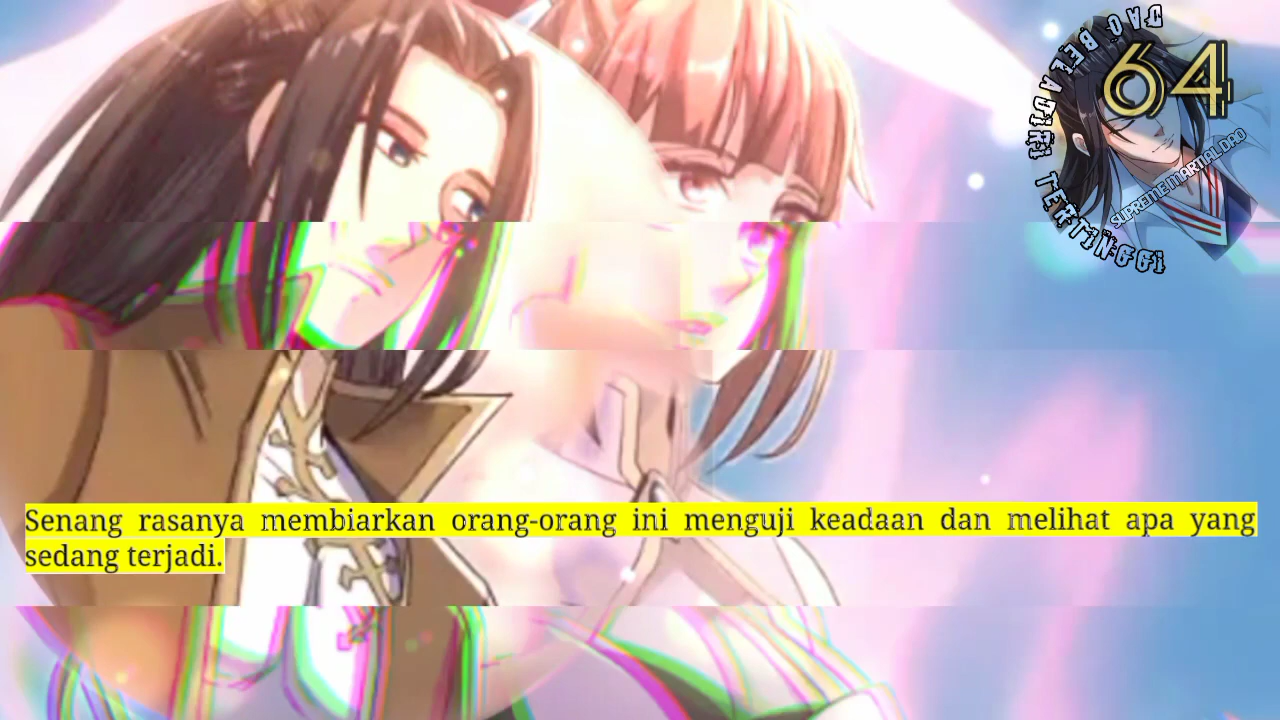 DAO BELADIRI TERTINGGI
64
SUPREME MARTIAL DAO
Senang rasanya membiarkan orang-orang ini menguji keadaan dan melihat apa yang
sedang terjadi.